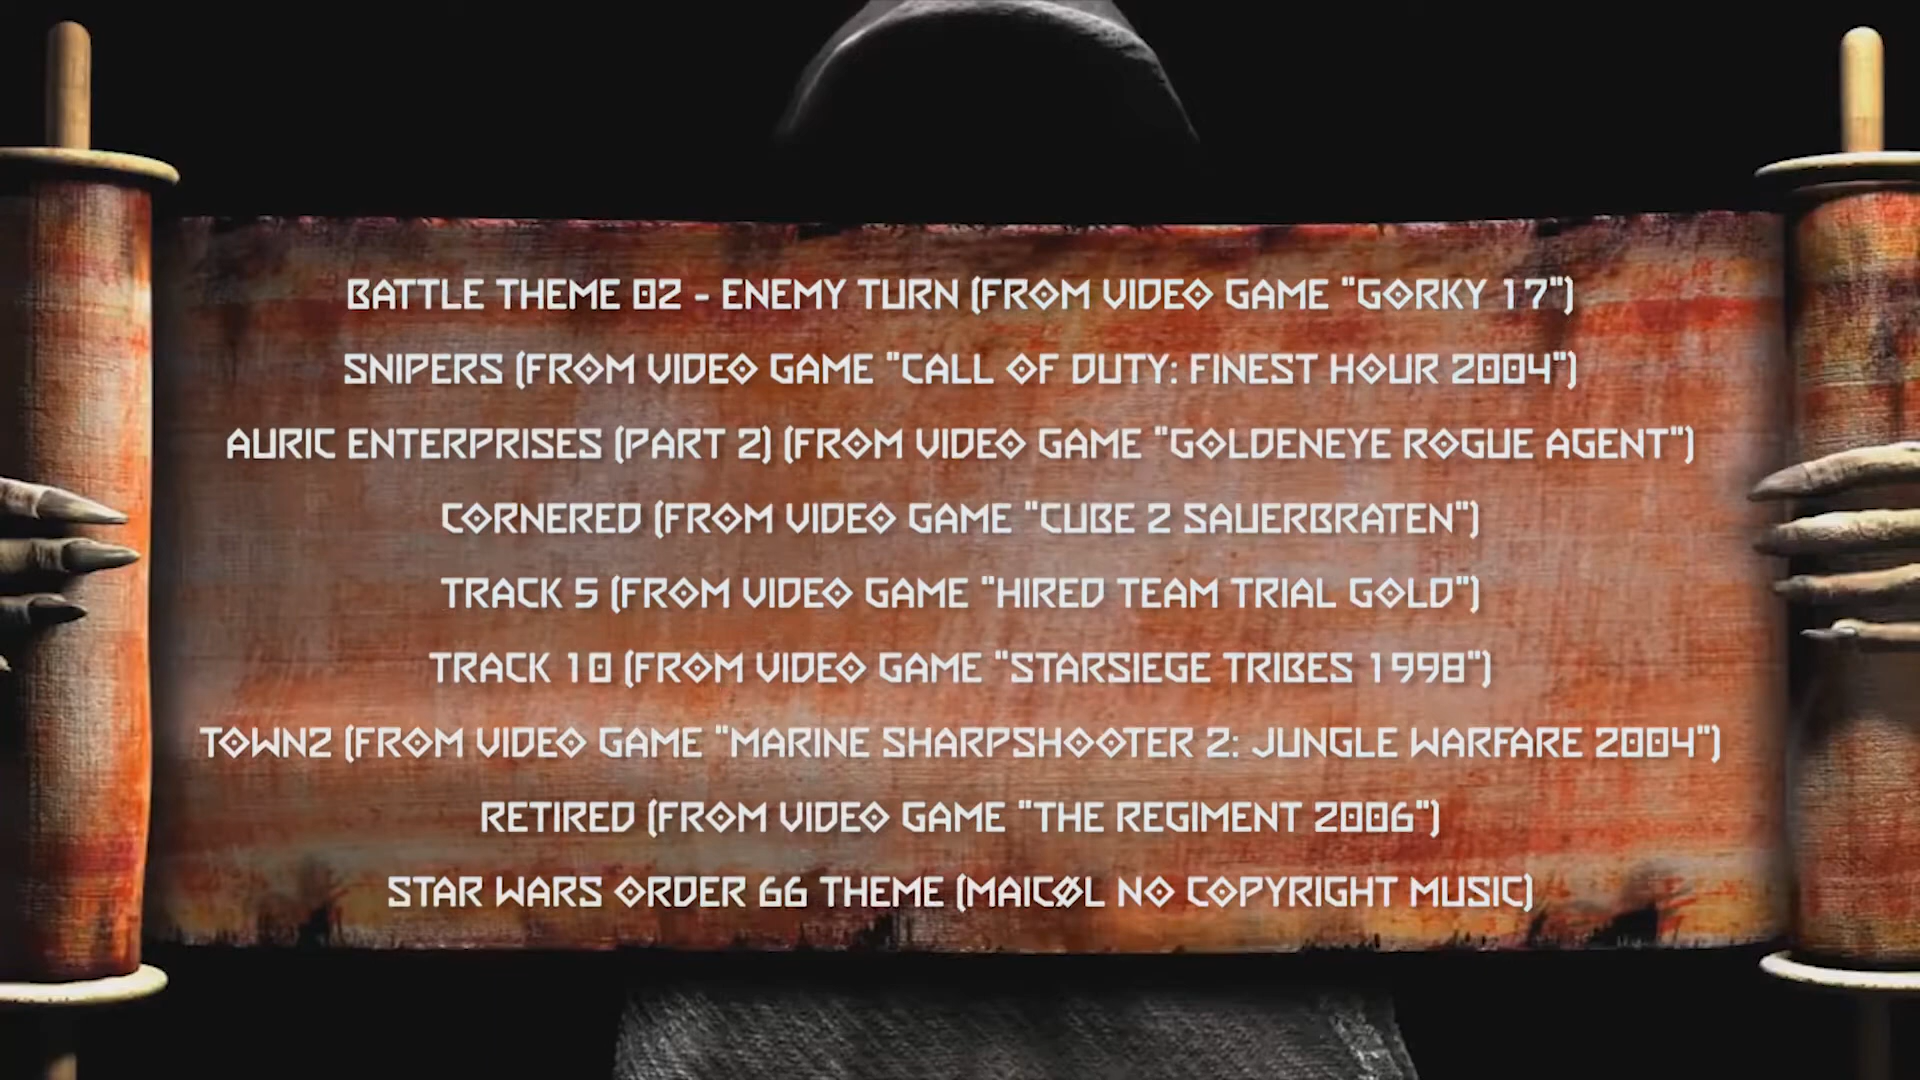 BATTLE THEME 02 - ENEMY TURN (FROM VIDEO GAME "GORKY 17")
SNIPERS (FROM VIDEO GAME "CALL OF DUTY: FINEST HOUR 2004")
AURIC ENTERPRISES (PART 2) (FROM VIDEO GAME "GOLDENEYE ROGUE AGENT")
CORNERED (FROM VIDEO GAME "CUBE 2 SAUERBRATEN")
TRACK 5 (FROM VIDEO GAME "HIRED TEAM TRIAL GOLD")
TRACK 10 (FROM VIDEO GAME "STARSIEGE TRIBES 1998")
TOWN2 (FROM VIDEO GAME "MARINE SHARPSHOOTER 2: JUNGLE WARFARE 2004")
RETIRED (FROM VIDEO GAME "THE REGIMENT 2006")
STAR WARS ORDER 66 THEME (MAICØL NO COPYRIGHT MUSIC)